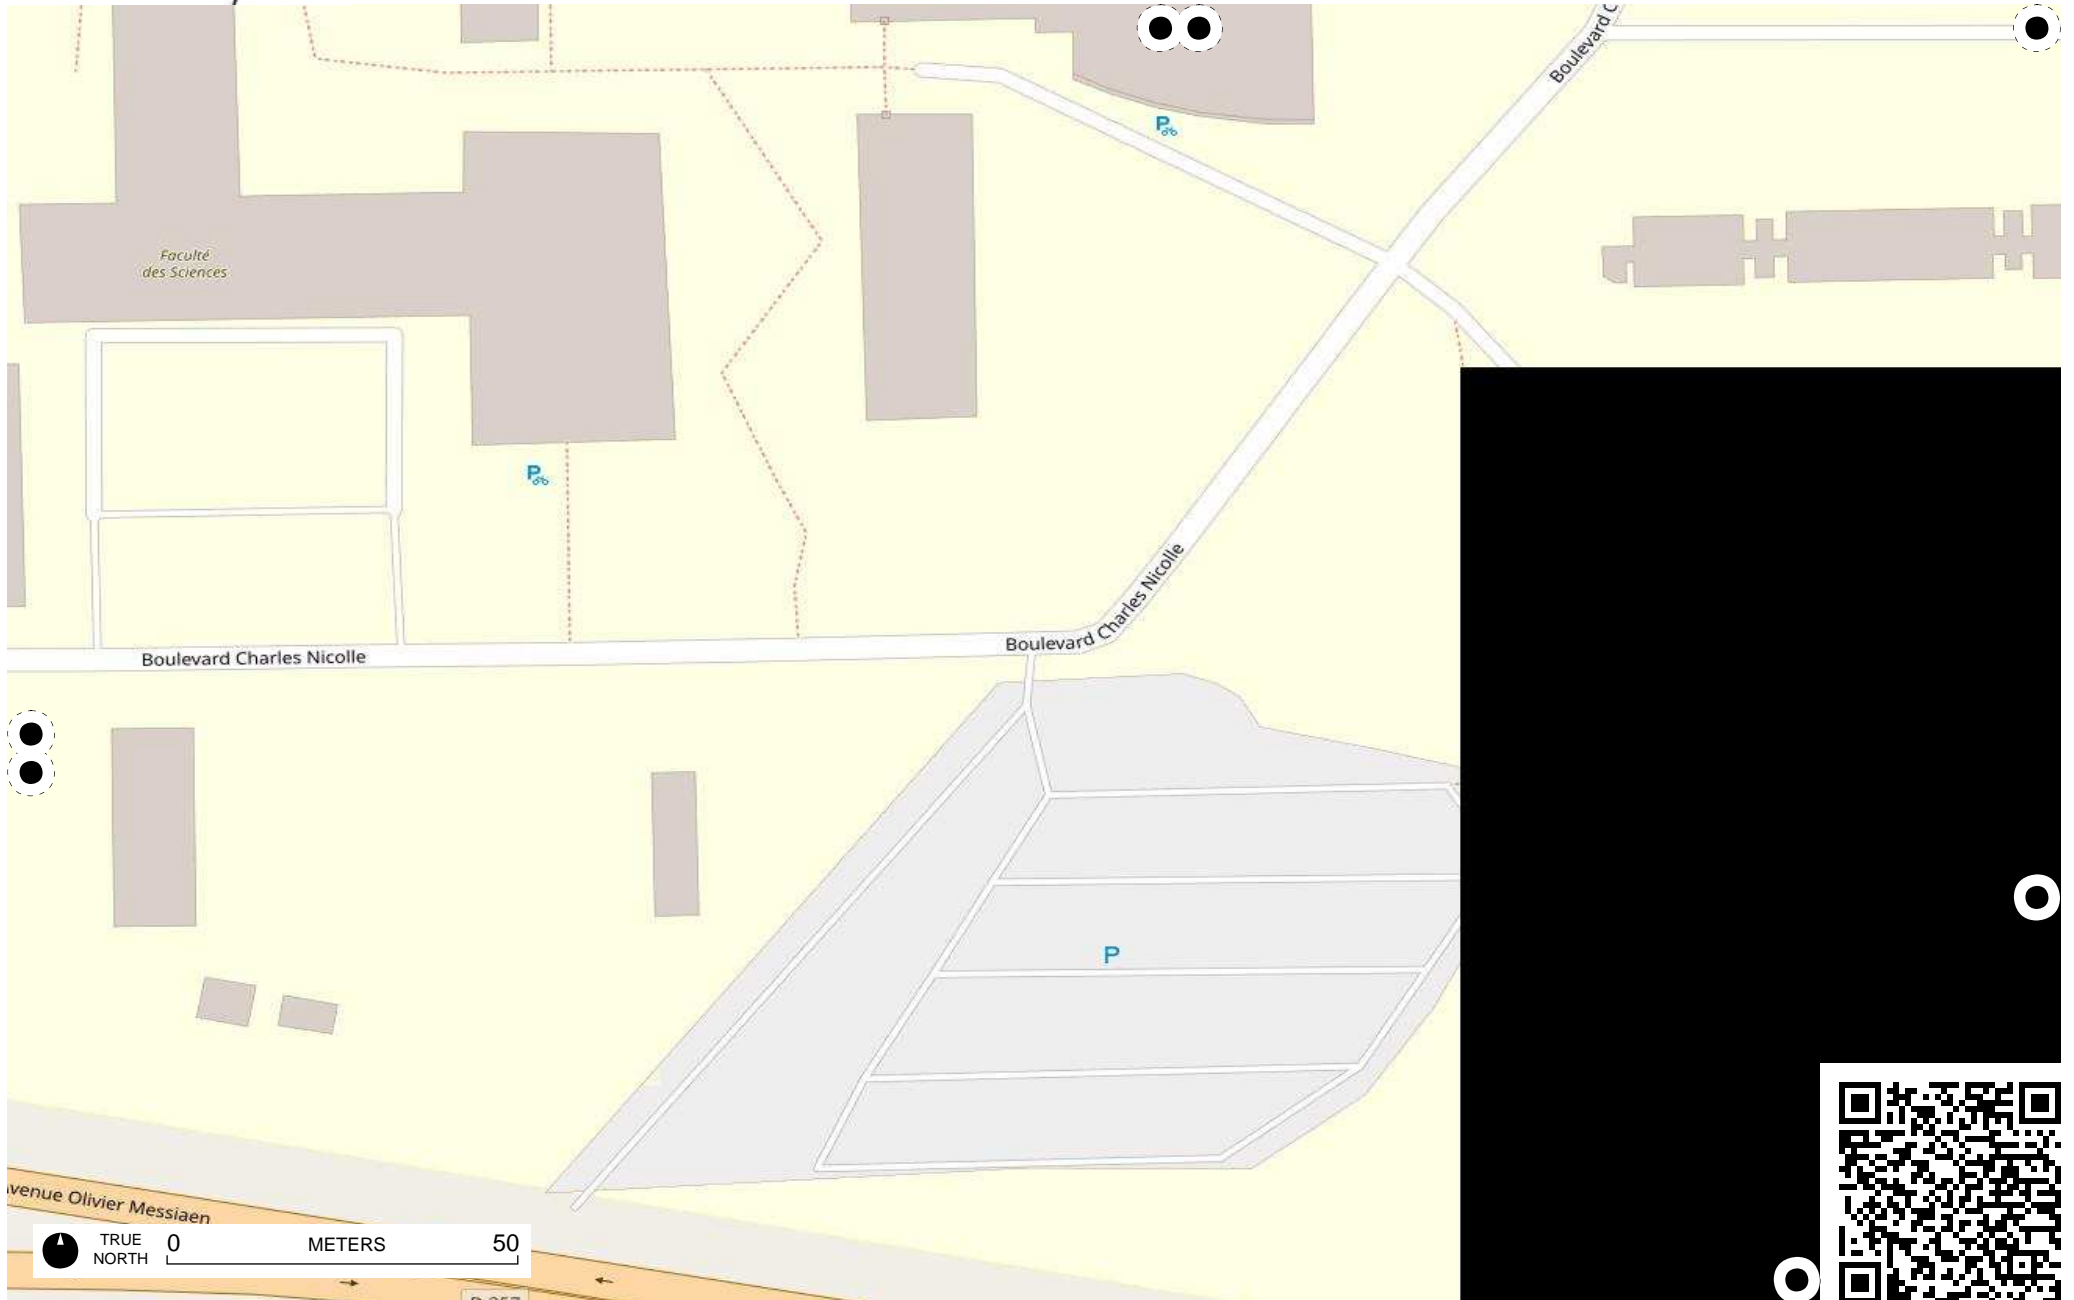 Boulevard C
P
Faculté
des Sciences
P
Boulevard Charles Nicolle
Boulevard Charles Nicolle
P
venue Olivier Messiaen
TRUE
NORTH
0 METERS 50